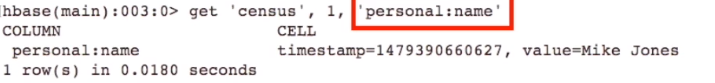 hbase(main):003:0> get 'census', 1, 'personal:name'
COLUMN CELL
personal:name timestamp=1479390660627, value=Mike Jones
1 row(s) in 0.0180 seconds